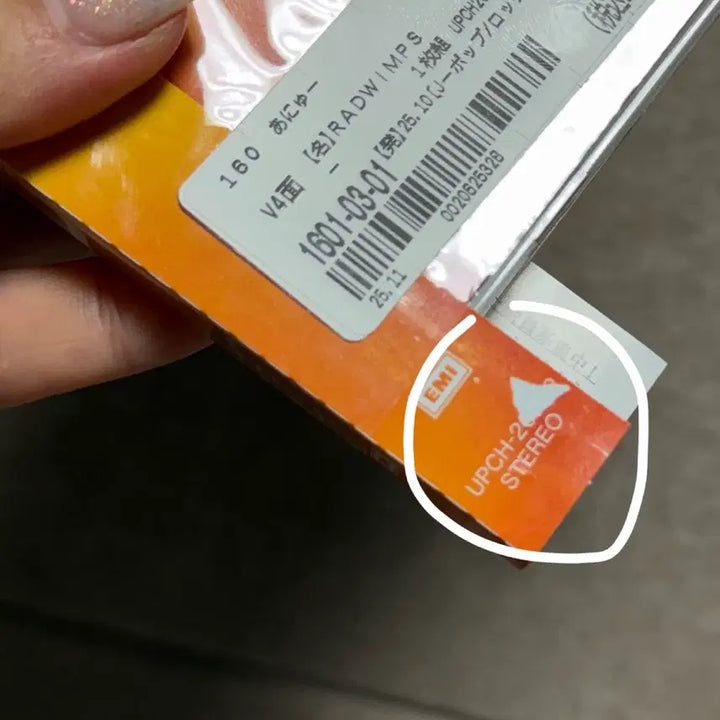 160 あにゅー
V4面 [名]RADWIMPS
1枚組 UPCH2
1601-03-01 [発]25.10[J-ポップ/ロッ
0020625328
25.11
EMI
UPCH-2
STEREO